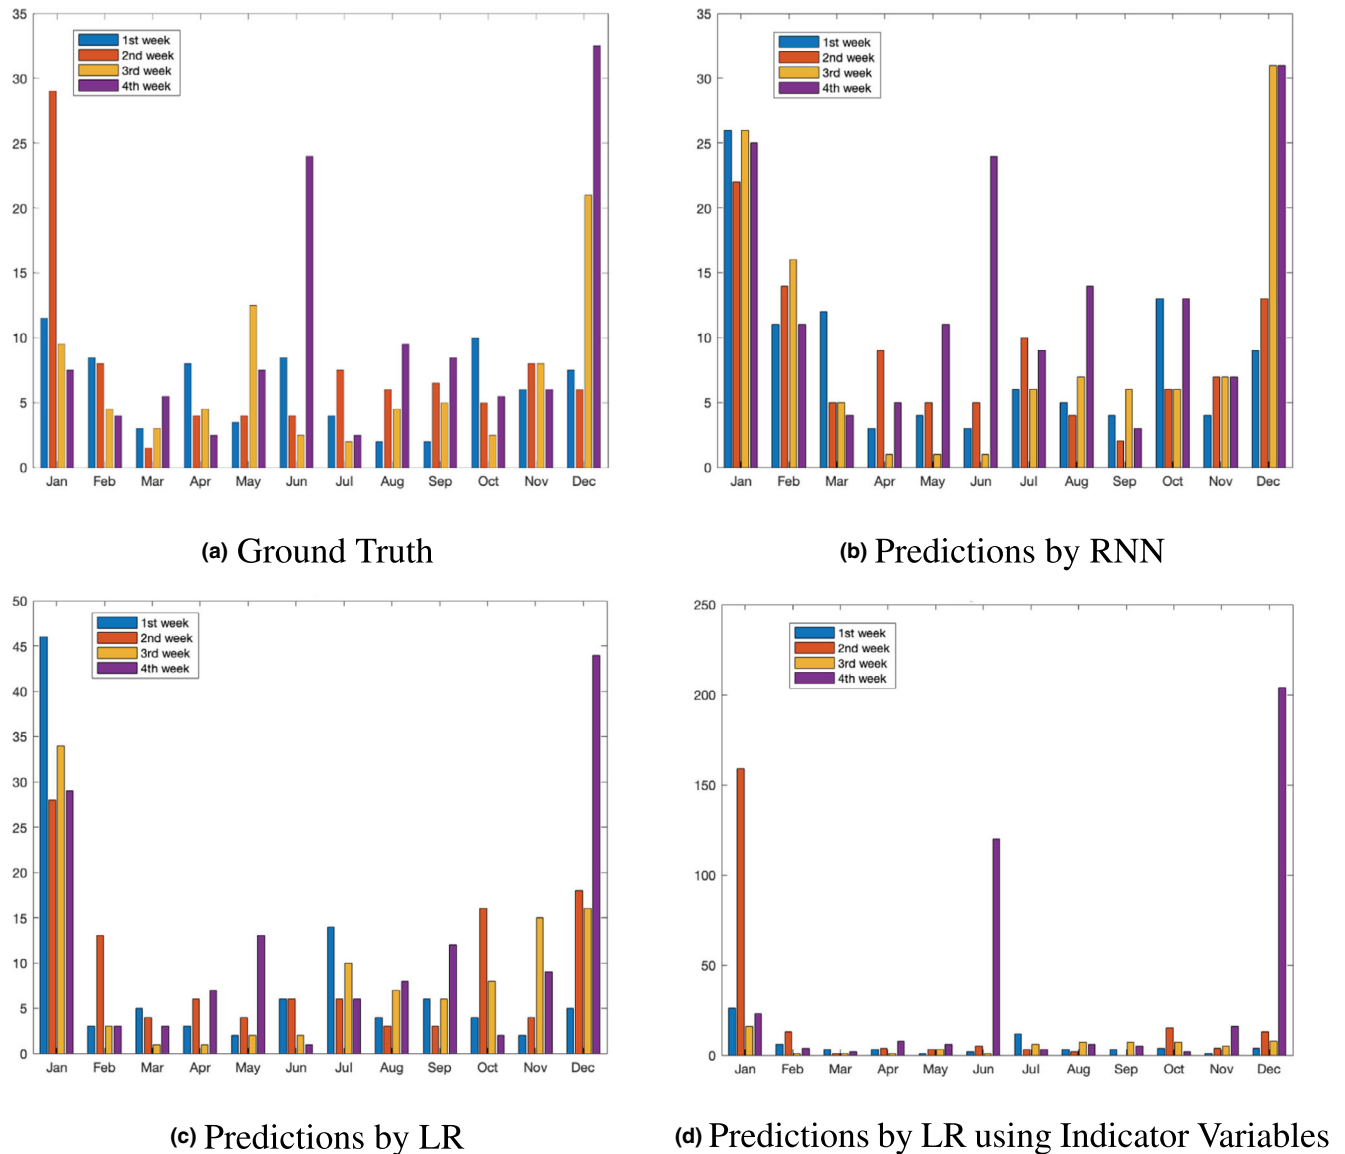 35
30
25
20
15
10
5
0
1st week
2nd week
3rd week
4th week
Jan Feb Mar Apr May Jun Jul Aug Sep Oct Nov Dec
(a) Ground Truth
35
30
25
20
15
10
5
0
1st week
2nd week
3rd week
4th week
Jan Feb Mar Apr May Jun Jul Aug Sep Oct Nov Dec
(b) Predictions by RNN
50
45
40
35
30
25
20
15
10
5
0
1st week
2nd week
3rd week
4th week
Jan Feb Mar Apr May Jun Jul Aug Sep Oct Nov Dec
(c) Predictions by LR
250
200
150
100
50
0
1st week
2nd week
3rd week
4th week
Jan Feb Mar Apr May Jun Jul Aug Sep Oct Nov Dec
(d) Predictions by LR using Indicator Variables